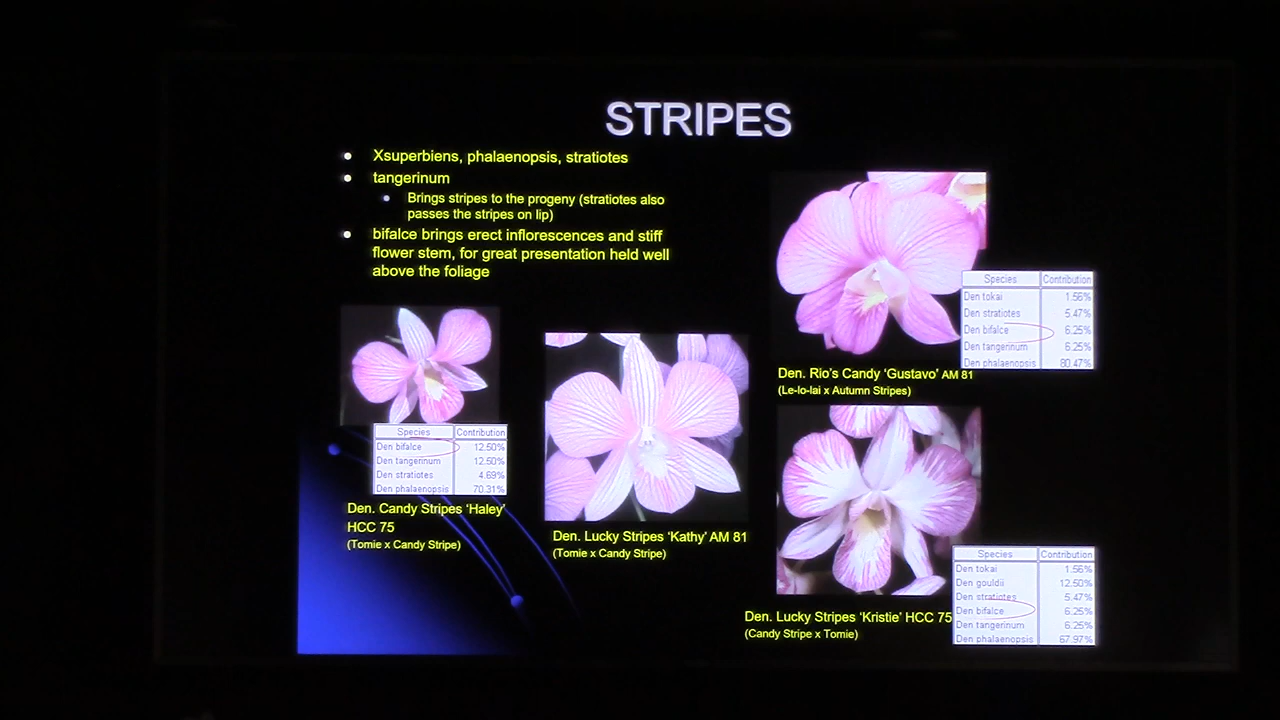 STRIPES
Xsuperbiens, phalaenopsis, stratiotes
tangerinum
Brings stripes to the progeny (stratiotes also
passes the stripes on lip)
bifalce brings erect inflorescences and stiff
flower stem, for great presentation held well
above the foliage
Species Contribution
Den bifalce 12.50%
Den tangerinum 12.50%
Den stratiotes 4.69%
Den phalaenopsis 70.31%
Den. Candy Stripes ‘Haley’
HCC 75
(Tomie x Candy Stripe)
Den. Lucky Stripes ‘Kathy’ AM 81
(Tomie x Candy Stripe)
Species Contribution
Den tokai 1.56%
Den stratiotes 5.47%
Den bifalce 6.25%
Den tangerinum 6.25%
Den phalaenopsis 80.47%
Den. Rio's Candy ‘Gustavo’ AM 81
(Le-lo-lai x Autumn Stripes)
Species Contribution
Den tokai 1.56%
Den gouldii 12.50%
Den stratiotes 5.47%
Den bifalce 6.25%
Den tangerinum 6.25%
Den phalaenopsis 67.97%
Den. Lucky Stripes ‘Kristie’ HCC 75
(Candy Stripe x Tomie)